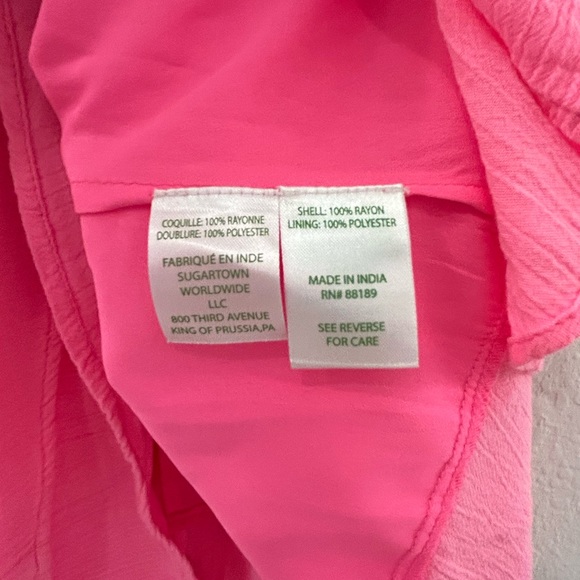 COQUILLE: 100% RAYONNE
DOUBLURE: 100% POLYESTER
FABRIQUÉ EN INDE
SUGARTOWN
WORLDWIDE
LLC
800 THIRD AVENUE
KING OF PRUSSIA,PA
SHELL: 100% RAYON
LINING: 100% POLYESTER
MADE IN INDIA
RN# 88189
SEE REVERSE
FOR CARE